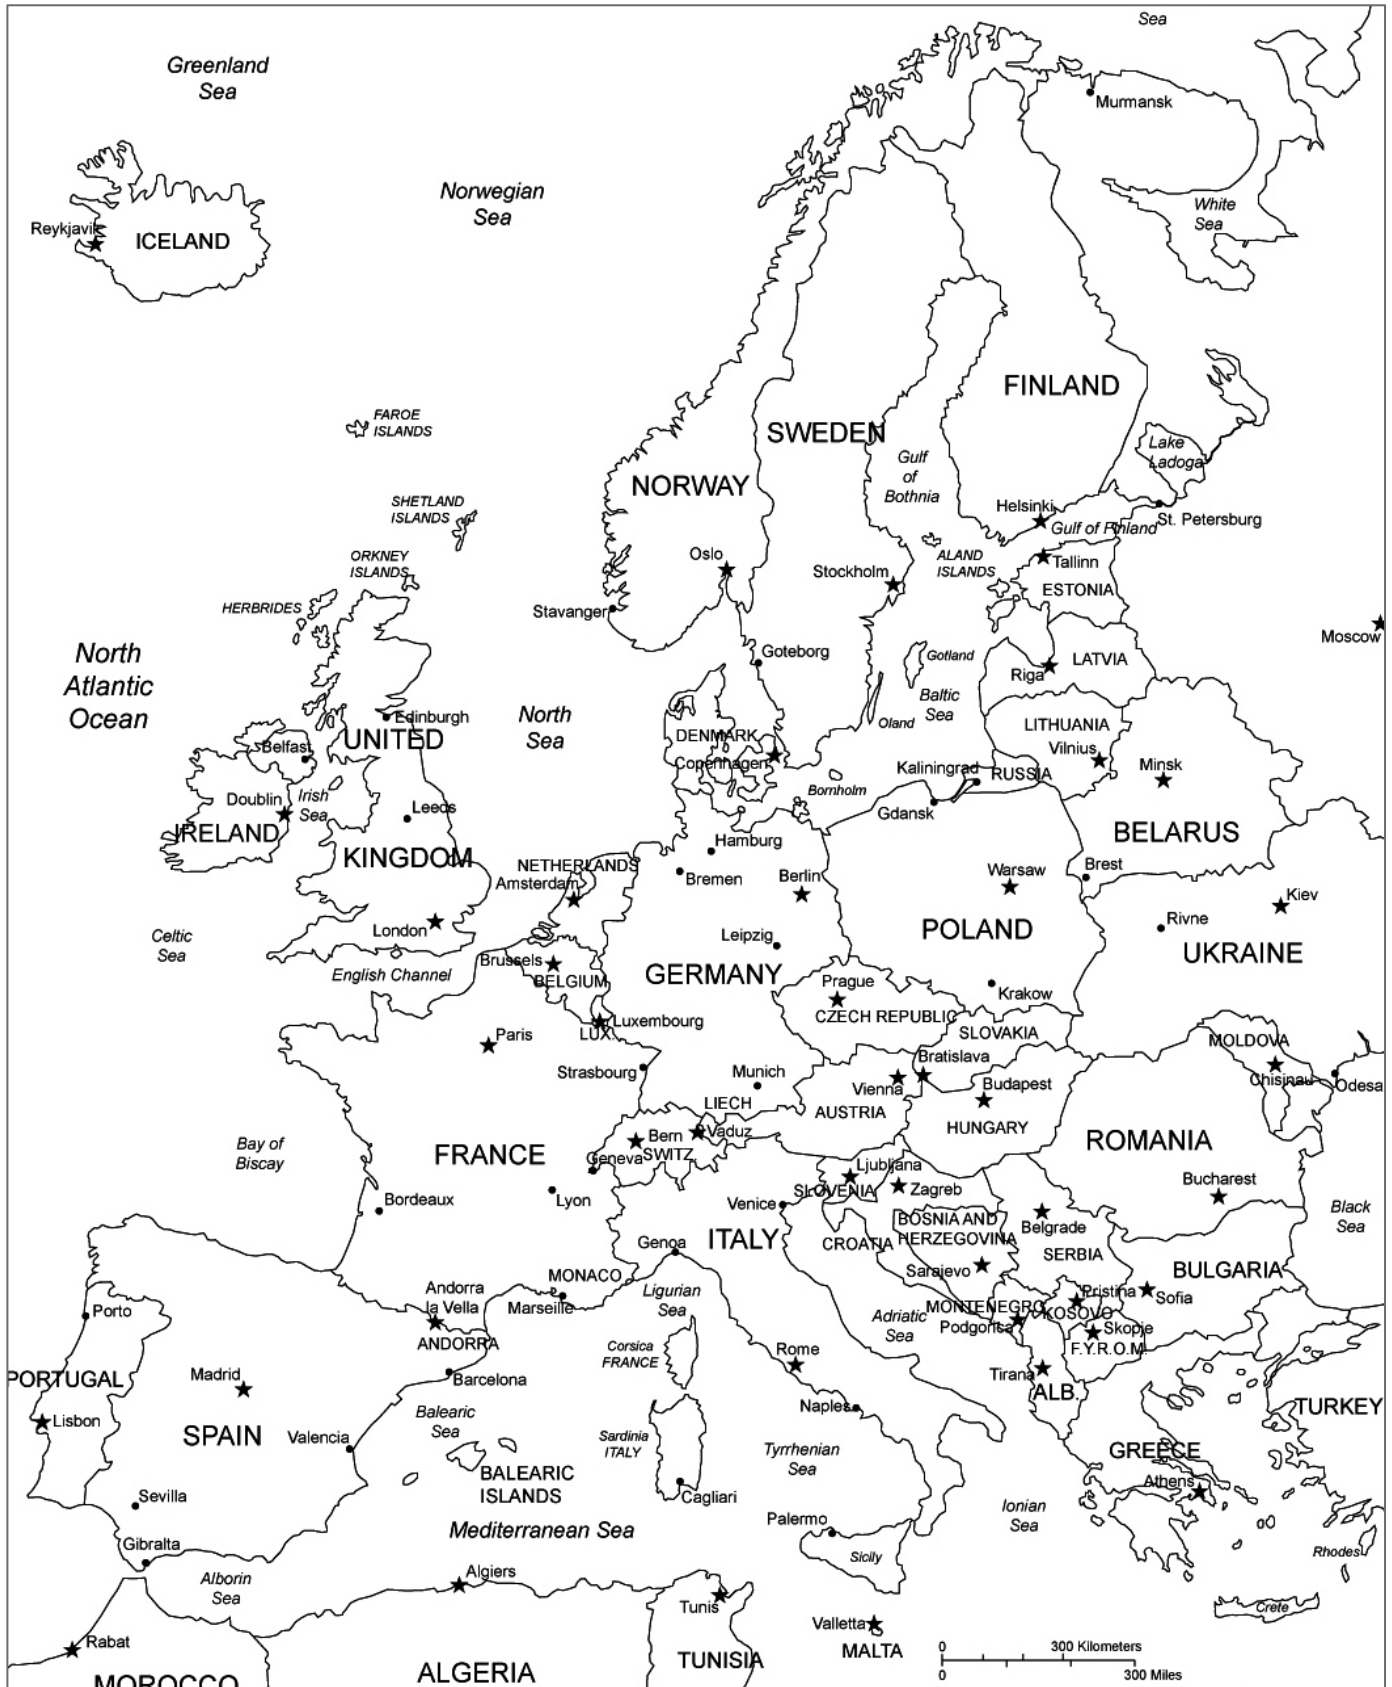 Sea
Greenland
Sea
Murmansk
Norwegian
Sea
White
Sea
Reykjavik
ICELAND
FINLAND
FAROE
ISLANDS
SWEDEN
Lake
Ladoga
Gulf
of
Bothnia
NORWAY
SHETLAND
ISLANDS
Helsinki
Gulf of Finland
St. Petersburg
ORKNEY
ISLANDS
Oslo
ALAND
ISLANDS
Tallinn
Stockholm
ESTONIA
HERBRIDES
Stavanger
Moscow
North
Atlantic
Ocean
Goteborg
Gotland
LATVIA
Riga
Baltic
Sea
Oland
Edinburgh
North
Sea
LITHUANIA
Vilnius
UNITED
DENMARK
Belfast
Copenhagen
Kaliningrad
RUSSIA
Minsk
Bornholm
Doublin
Irish
Sea
Leeds
Gdansk
IRELAND
BELARUS
Hamburg
KINGDOM
NETHERLANDS
Amsterdam
Bremen
Berlin
Warsaw
Brest
Kiev
London
Rivne
POLAND
Celtic
Sea
Leipzig
UKRAINE
English Channel
Brussels
BELGIUM
GERMANY
Prague
Krakow
CZECH REPUBLIC
Luxembourg
LUX.
Paris
SLOVAKIA
MOLDOVA
Bratislava
Strasbourg
Munich
Vienna
Budapest
Chisinau
Odesa
LIECH
AUSTRIA
HUNGARY
Bay of
Biscay
FRANCE
Bern
Vaduz
SWITZ.
Geneva
ROMANIA
Ljubljana
SLOVENIA
Zagreb
Bucharest
Bordeaux
Lyon
Venice
Black
Sea
BOSNIA AND
HERZEGOVINA
Belgrade
ITALY
CROATIA
Genoa
SERBIA
Sarajevo
BULGARIA
MONACO
Andorra
la Vella
Marseille
Ligurian
Sea
Pristina
Sofia
Porto
MONTENEGRO
KOSOVO
Podgorica
Adriatic
Sea
Skopje
F.Y.R.O.M.
ANDORRA
Corsica
FRANCE
Rome
Tirana
PORTUGAL
Madrid
Barcelona
ALB.
Lisbon
Naples
TURKEY
Balearic
Sea
SPAIN
Valencia
Sardinia
ITALY
Tyrrhenian
Sea
GREECE
BALEARIC
ISLANDS
Athens
Sevilla
Cagliari
Ionian
Sea
Mediterranean Sea
Palermo
Gibralta
Sicily
Rhodes
Alborin
Sea
Algiers
Tunis
Crete
Valletta
Rabat
MALTA
0 300 Kilometers
0 300 Miles
TUNISIA
ALGERIA
MOROCCO